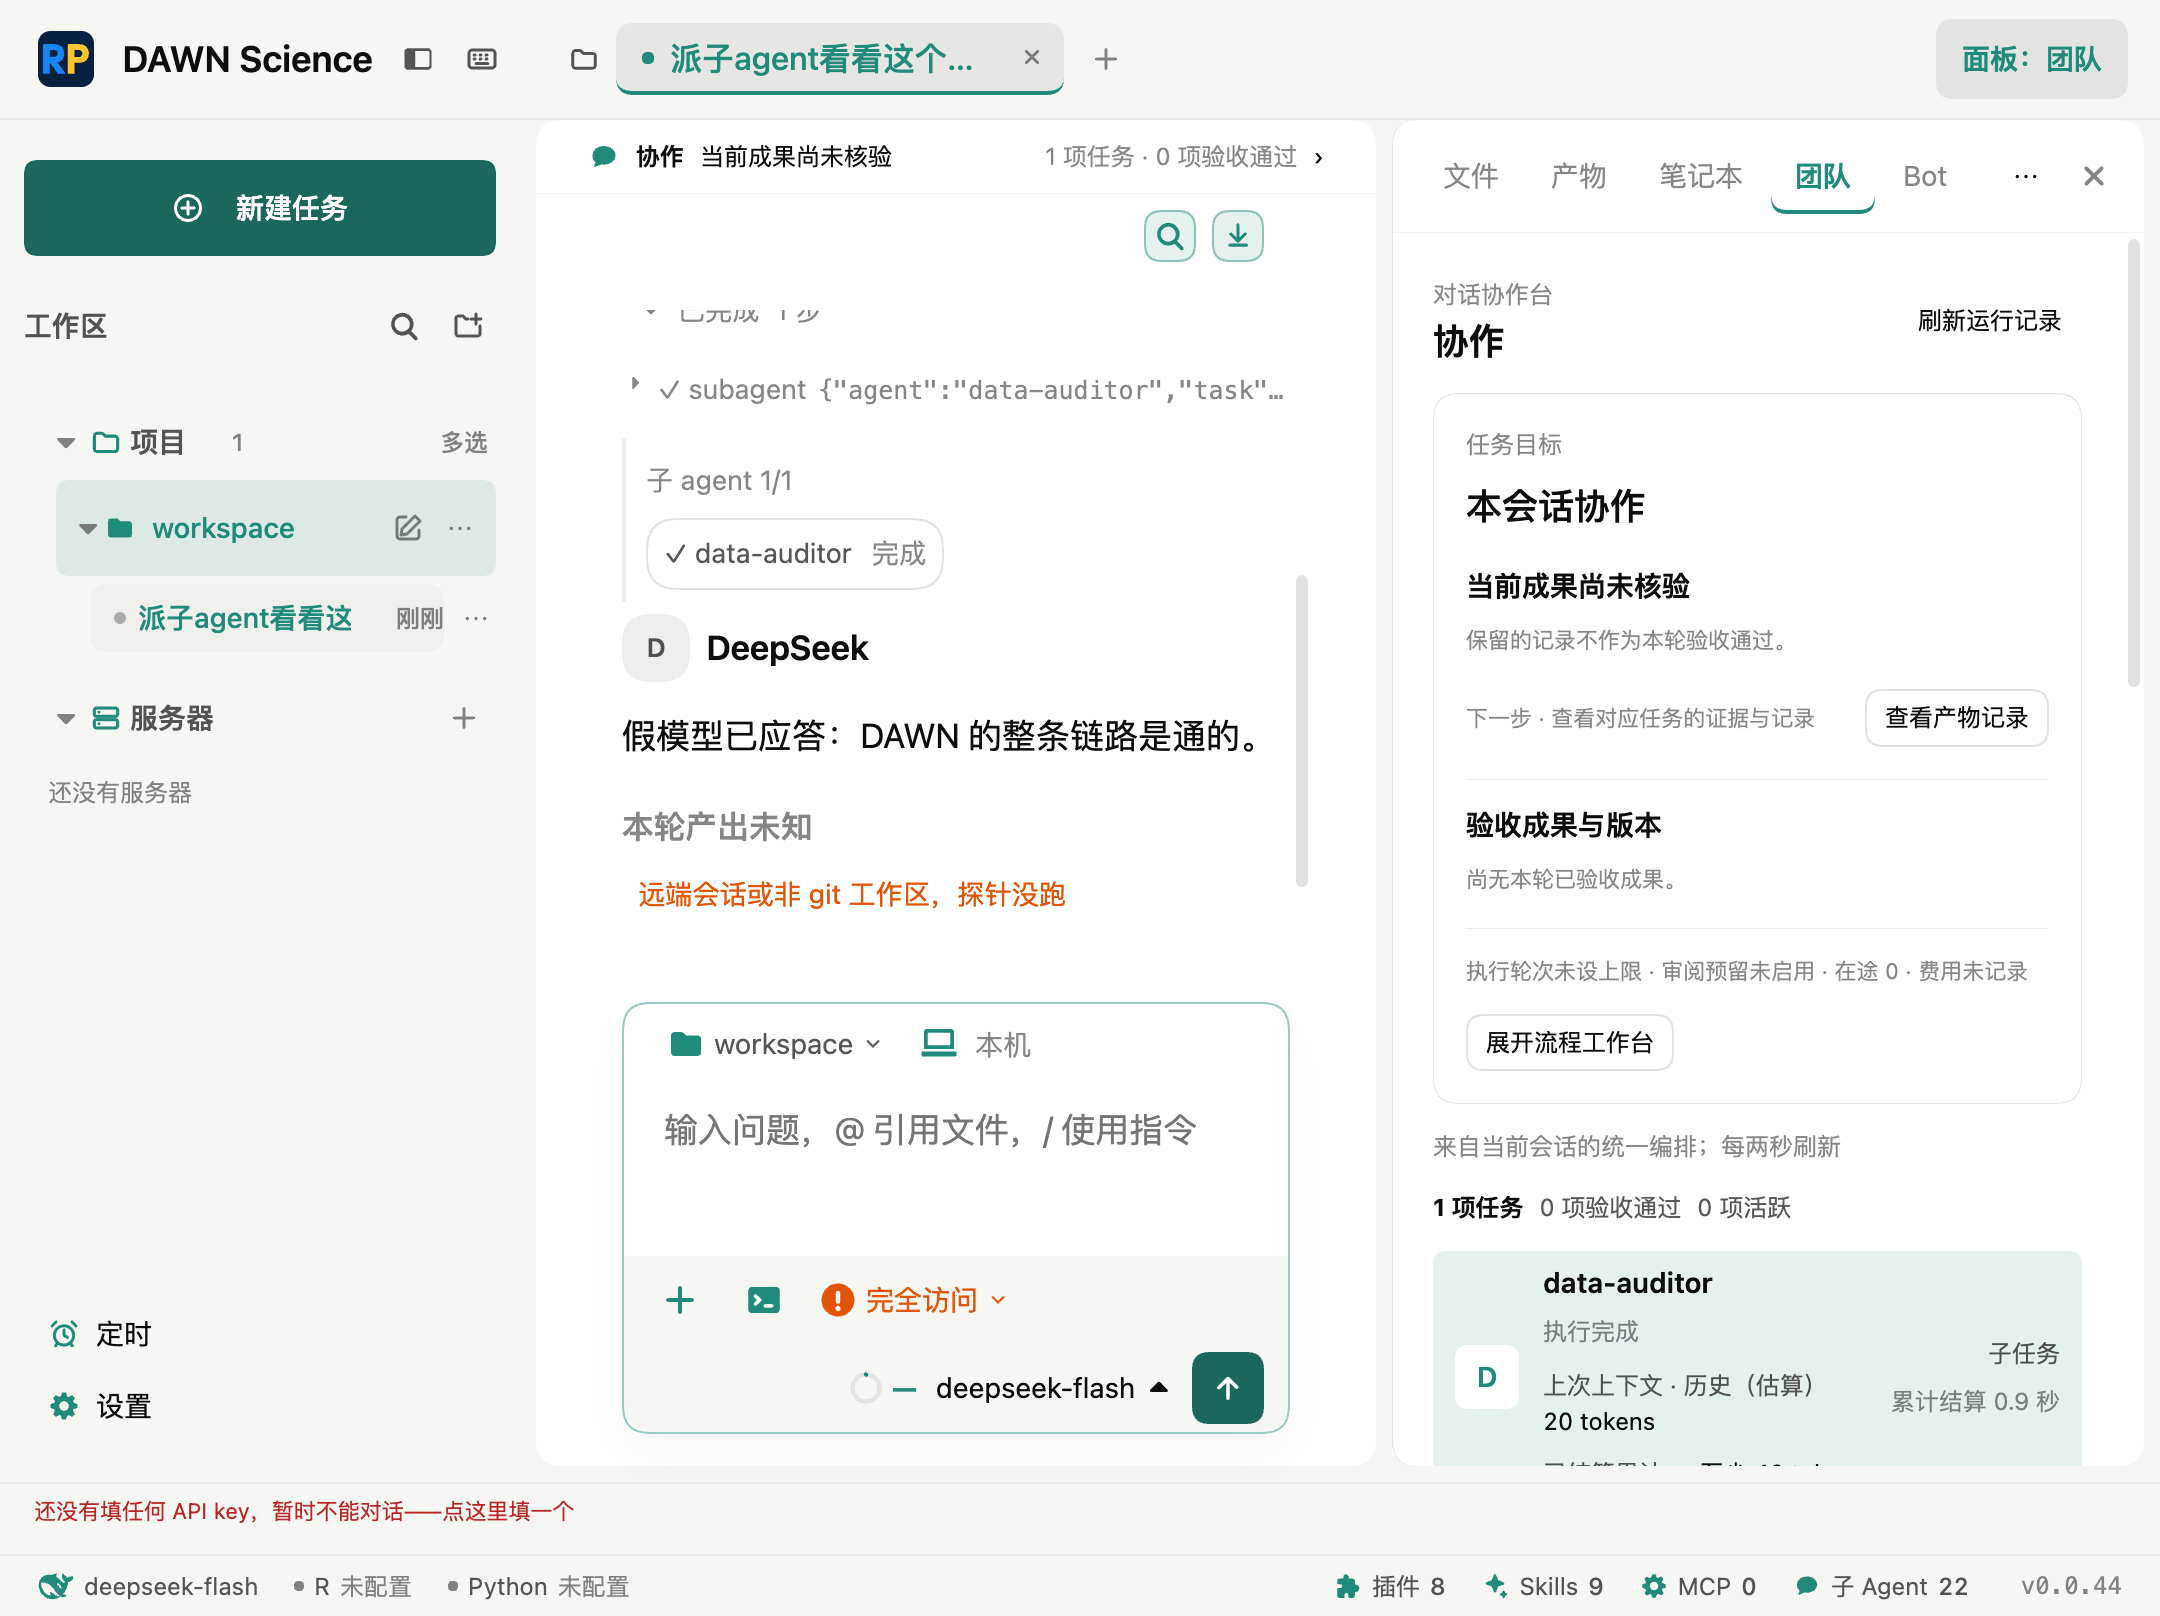 RP DAWN Science
派子agent看看这个...
面板：团队
新建任务
工作区
项目 1 多选
workspace
派子agent看看这 刚刚
服务器
还没有服务器
定时
设置
协作 当前成果尚未核验 1 项任务 · 0 项验收通过
已完成 1 步
subagent {"agent":"data-auditor","task"…
子 agent 1/1
data-auditor 完成
D DeepSeek
假模型已应答：DAWN 的整条链路是通的。
本轮产出未知
远端会话或非 git 工作区，探针没跑
workspace 本机
输入问题，@ 引用文件，/ 使用指令
完全访问
deepseek-flash
文件 产物 笔记本 团队 Bot
对话协作台
协作
刷新运行记录
任务目标
本会话协作
当前成果尚未核验
保留的记录不作为本轮验收通过。
下一步 · 查看对应任务的证据与记录 查看产物记录
验收成果与版本
尚无本轮已验收成果。
执行轮次未设上限 · 审阅预留未启用 · 在途 0 · 费用未记录
展开流程工作台
来自当前会话的统一编排；每两秒刷新
1 项任务 0 项验收通过 0 项活跃
data-auditor
执行完成
D
上次上下文 · 历史（估算）
20 tokens
子任务
累计结算 0.9 秒
还没有填任何 API key，暂时不能对话——点这里填一个
deepseek-flash R 未配置 Python 未配置
插件 8 Skills 9 MCP 0 子 Agent 22 v0.0.44